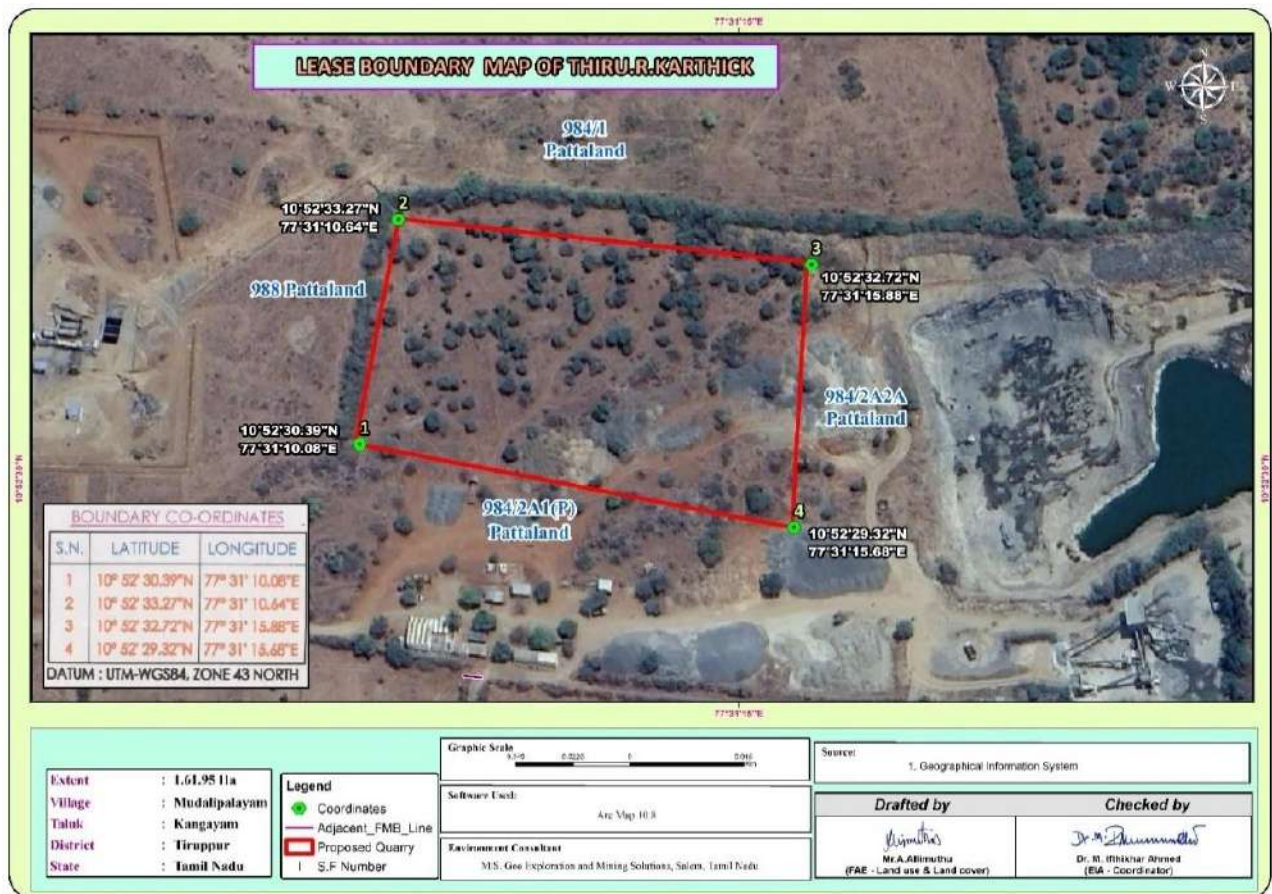 77°31'15"E
LEASE BOUNDARY MAP OF THIRU.R.KARTHICK
N
W E
S
984/1
Pattaland
2
10°52'33.27"N
77°31'10.64"E
3
10°52'32.72"N
77°31'15.88"E
988 Pattaland
984/2A2A
Pattaland
1
10°52'30.39"N
77°31'10.08"E
984/2A1(P)
Pattaland
4
10°52'29.32"N
77°31'15.68"E
BOUNDARY CO-ORDINATES
S.N. LATITUDE LONGITUDE
1 10° 52' 30.39"N 77° 31' 10.08"E
2 10° 52' 33.27"N 77° 31' 10.64"E
3 10° 52' 32.72"N 77° 31' 15.88"E
4 10° 52' 29.32"N 77° 31' 15.68"E
DATUM : UTM-WGS84, ZONE 43 NORTH
77°31'15"E
Extent : 1.61.95 Ha
Village : Mudalipalayam
Taluk : Kangayam
District : Tiruppur
State : Tamil Nadu
Legend
Coordinates
Adjacent_FMB_Line
Proposed Quarry
S.F Number
Graphic Scale
0
Software Used:
Arc Map 10.8
Environment Consultant
M/S. Geo Exploration and Mining Solutions, Salem, Tamil Nadu
Source:
1. Geographical Information System
Drafted by
Mr.A.Allimuthu
(FAE - Land use & Land cover)
Checked by
Dr. M. Ifthikhar Ahmed
(EIA - Coordinator)